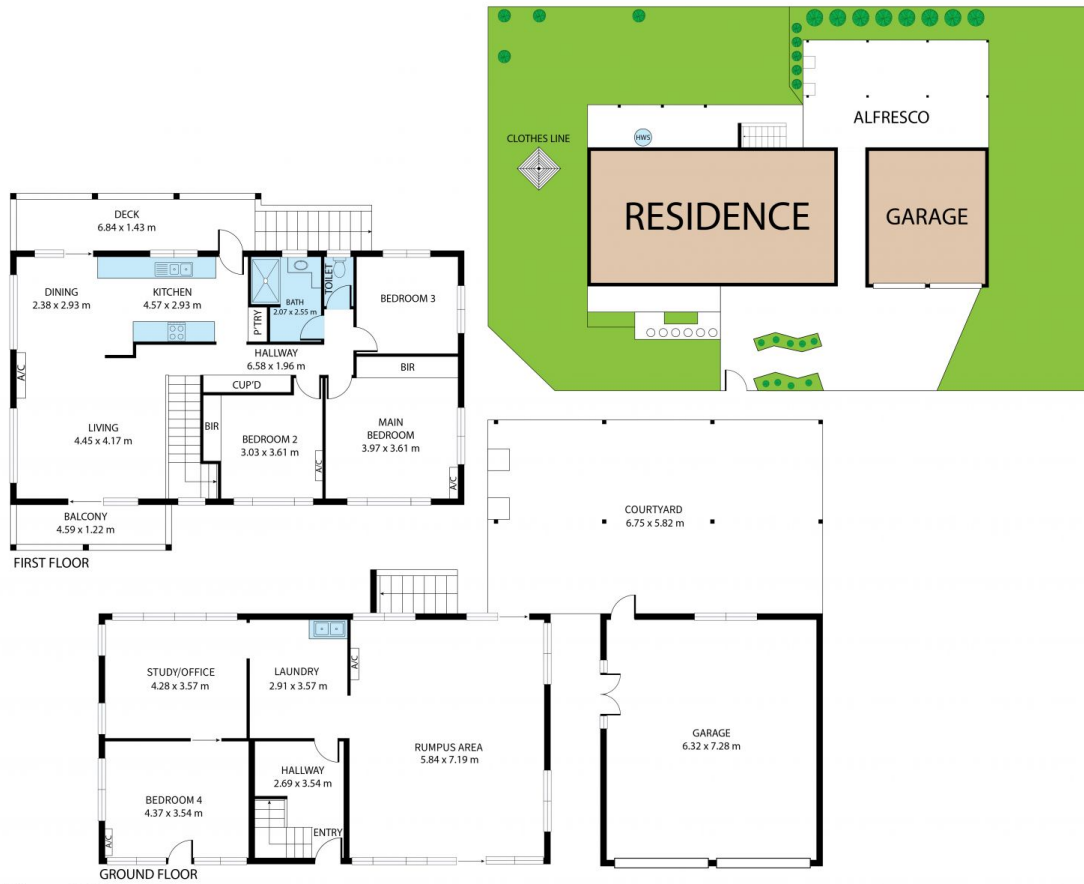 CLOTHES LINE
HWS
ALFRESCO
RESIDENCE
GARAGE
DECK
6.84 x 1.43 m
DINING
2.38 x 2.93 m
KITCHEN
4.57 x 2.93 m
P'TRY
BATH
2.07 x 2.55 m
TOILET
BEDROOM 3
HALLWAY
6.58 x 1.96 m
BIR
CUP'D
A/C
LIVING
4.45 x 4.17 m
BIR
BEDROOM 2
3.03 x 3.61 m
A/C
MAIN
BEDROOM
3.97 x 3.61 m
A/C
BALCONY
4.59 x 1.22 m
FIRST FLOOR
COURTYARD
6.75 x 5.82 m
STUDY/OFFICE
4.28 x 3.57 m
LAUNDRY
2.91 x 3.57 m
A/C
RUMPUS AREA
5.84 x 7.19 m
GARAGE
6.32 x 7.28 m
HALLWAY
2.69 x 3.54 m
BEDROOM 4
4.37 x 3.54 m
A/C
ENTRY
GROUND FLOOR